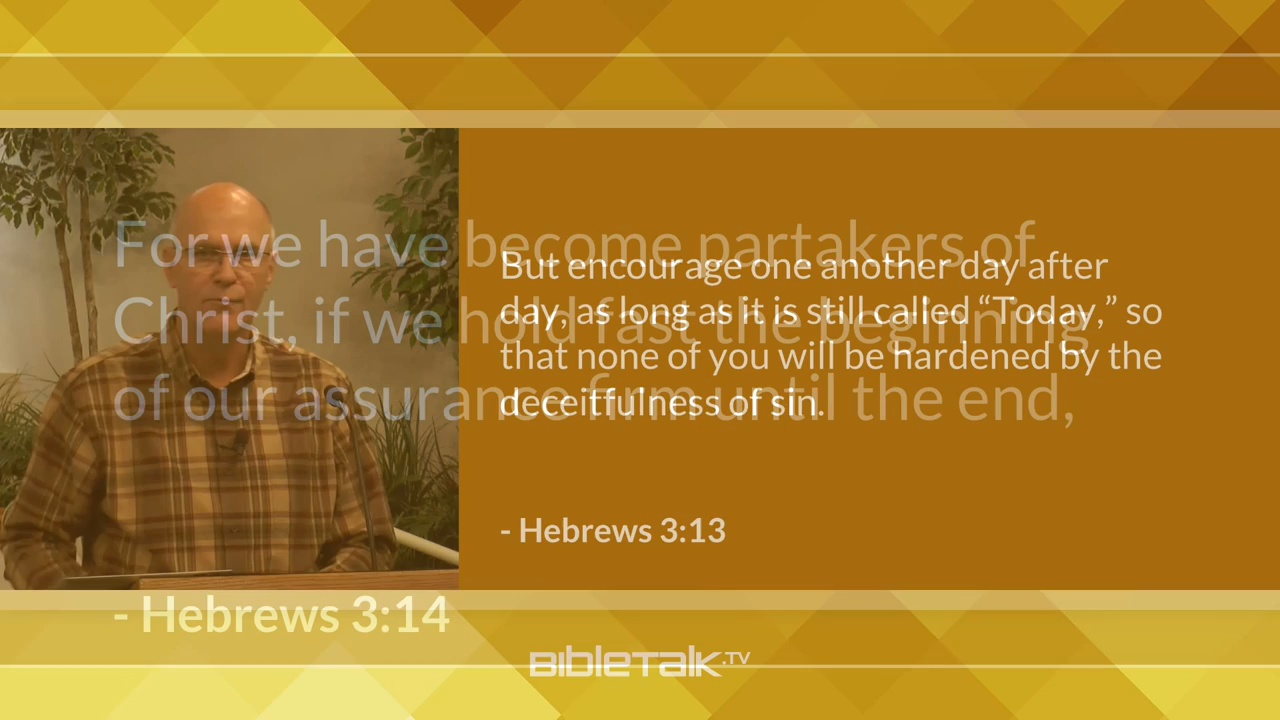 For we have become partakers of
Christ, if we hold fast the beginning
of our assurance firm until the end,
- Hebrews 3:14
But encourage one another day after
day, as long as it is still called “Today,” so
that none of you will be hardened by the
deceitfulness of sin.
- Hebrews 3:13
BIBLETALK.TV